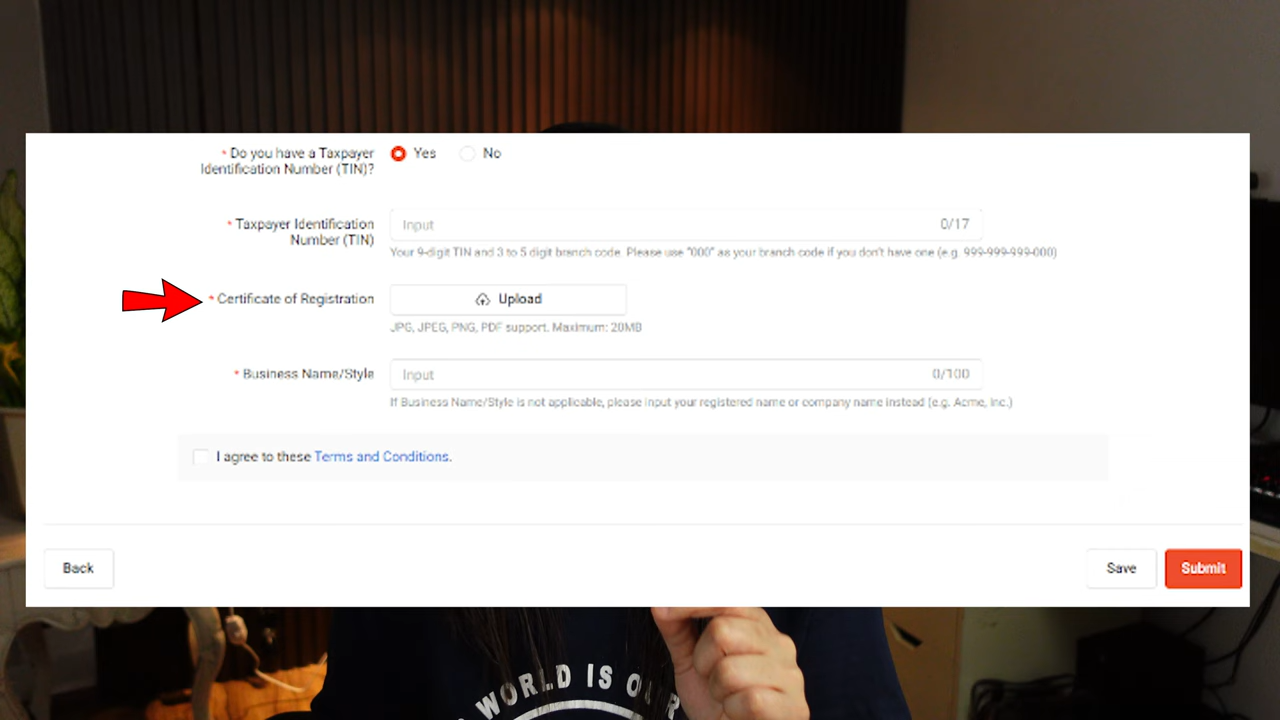 * Do you have a Taxpayer
Identification Number (TIN)?
Yes
No
* Taxpayer Identification
Number (TIN)
Input
0/17
Your 9-digit TIN and 3 to 5 digit branch code. Please use "000" as your branch code if you don't have one (e.g. 999-999-999-000)
* Certificate of Registration
Upload
JPG, JPEG, PNG, PDF support. Maximum: 20MB
* Business Name/Style
Input
0/100
If Business Name/Style is not applicable, please input your registered name or company name instead (e.g. Acme, Inc.)
I agree to these Terms and Conditions.
Back
Save
Submit
WORLD IS OUR